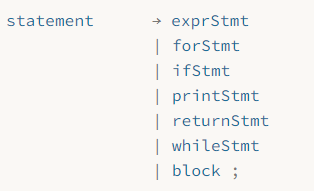 statement → exprStmt
| forStmt
| ifStmt
| printStmt
| returnStmt
| whileStmt
| block ;